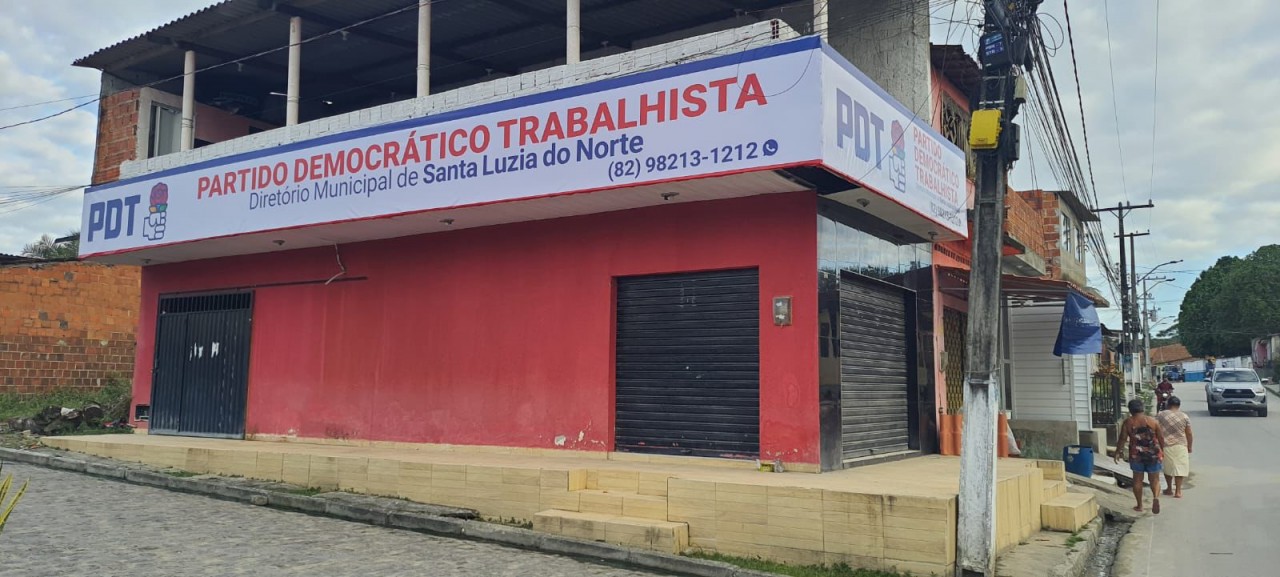 PDT
PARTIDO DEMOCRÁTICO TRABALHISTA
Diretório Municipal de Santa Luzia do Norte
(82) 98213-1212
PDT
PARTIDO
DEMOCRÁTICO
TRABALHISTA